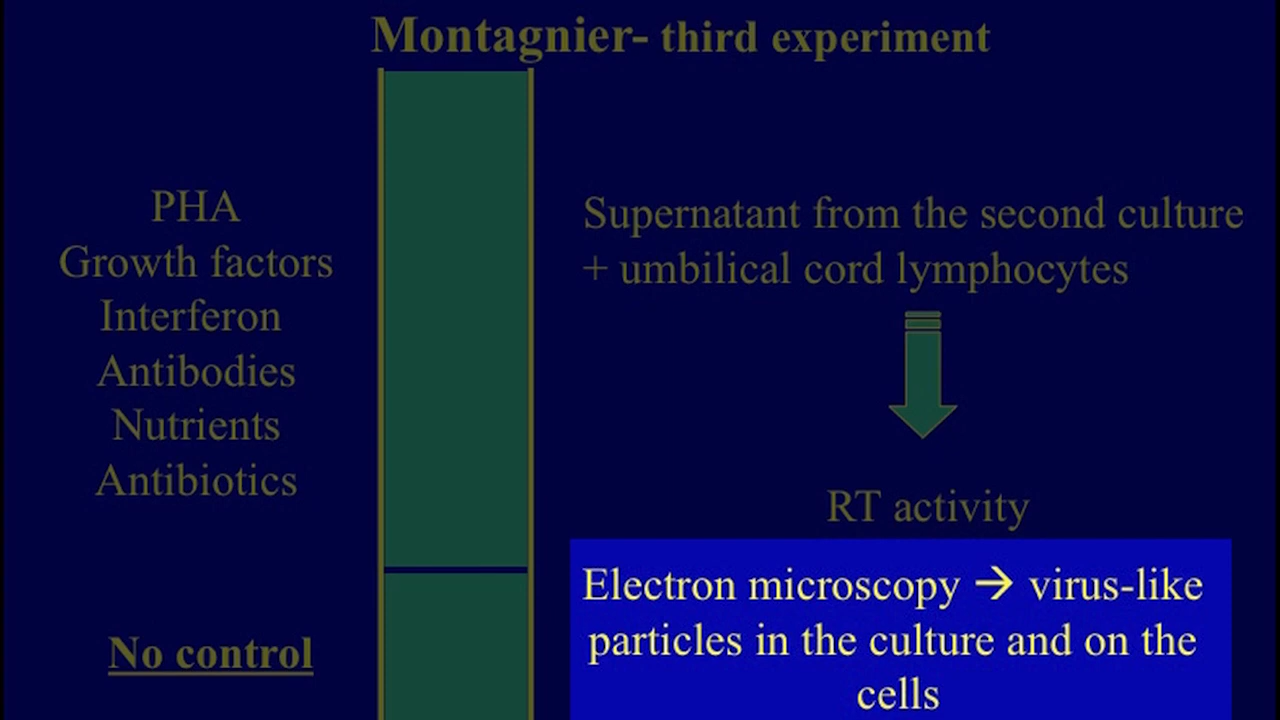 Montagnier- third experiment
PHA
Growth factors
Interferon
Antibodies
Nutrients
Antibiotics
No control
Supernatant from the second culture
+ umbilical cord lymphocytes
RT activity
Electron microscopy → virus-like
particles in the culture and on the
cells